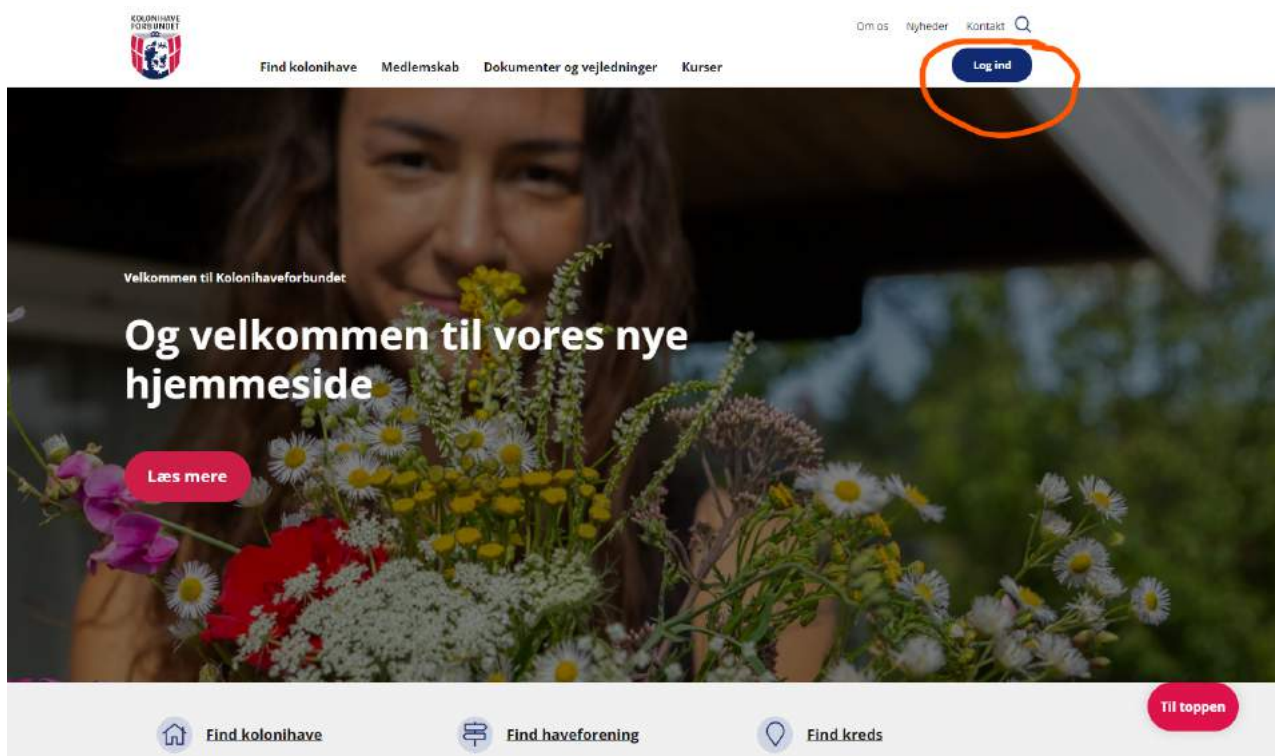 KOLONIHAVE
FORBUNDET
Om os Nyheder Kontakt
Find kolonihave Medlemskab Dokumenter og vejledninger Kurser Log ind
Velkommen til Kolonihaveforbundet
Og velkommen til vores nye
hjemmeside
Læs mere
Til toppen
Find kolonihave Find haveforening Find kreds